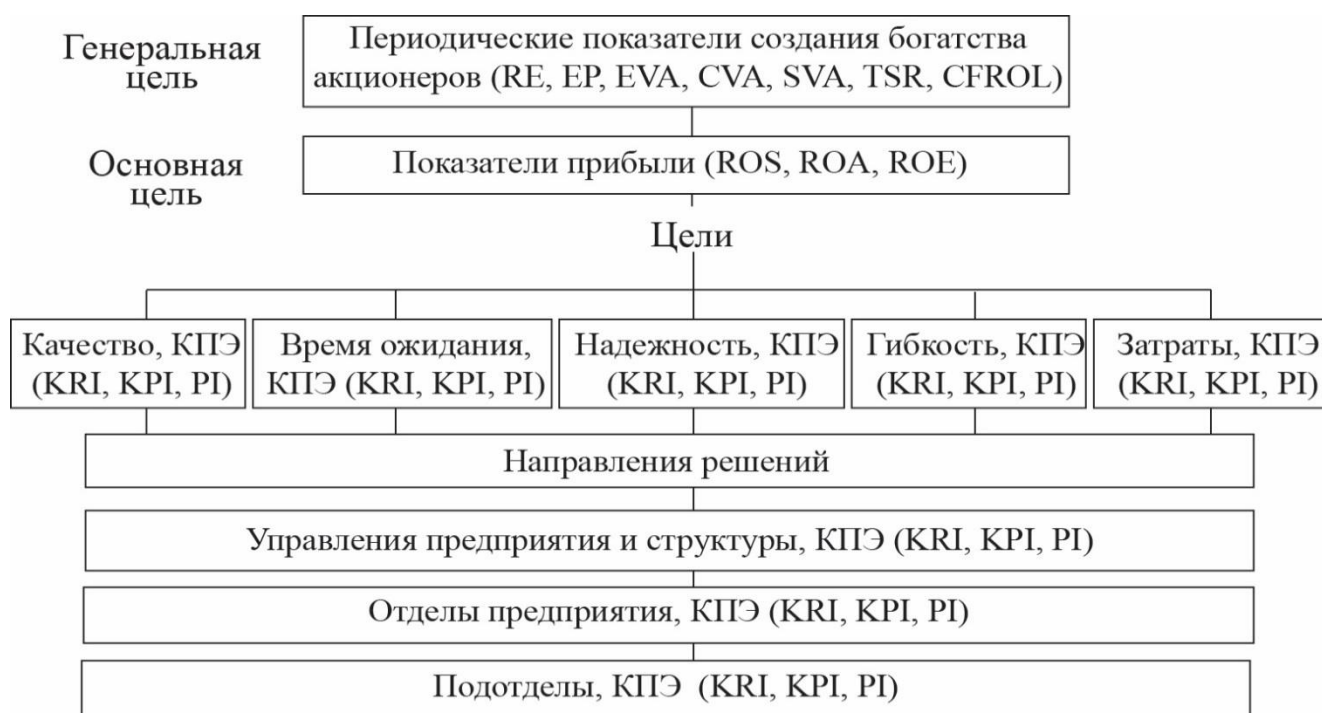 Генеральная
цель
Периодические показатели создания богатства
акционеров (RE, EP, EVA, CVA, SVA, TSR, CFROL)
Основная
цель
Показатели прибыли (ROS, ROA, ROE)
Цели
Качество, КПЭ
(KRI, KPI, PI)
Время ожидания,
КПЭ (KRI, KPI, PI)
Надежность, КПЭ
(KRI, KPI, PI)
Гибкость, КПЭ
(KRI, KPI, PI)
Затраты, КПЭ
(KRI, KPI, PI)
Направления решений
Управления предприятия и структуры, КПЭ (KRI, KPI, PI)
Отделы предприятия, КПЭ (KRI, KPI, PI)
Подотделы, КПЭ (KRI, KPI, PI)